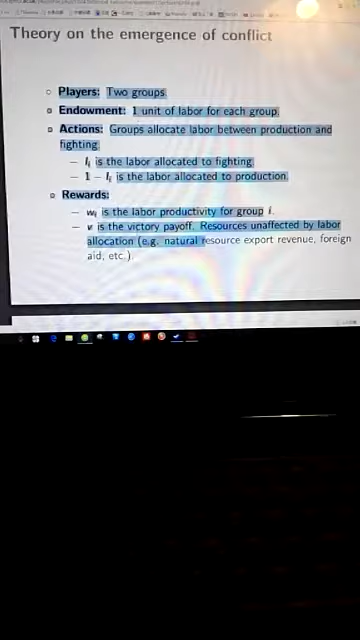 Theory on the emergence of conflict
Players: Two groups
Endowment: 1 unit of labor for each group.
Actions: Groups allocate labor between production and
fighting
– lᵢ is the labor allocated to fighting
– 1 − lᵢ is the labor allocated to production.
Rewards:
– wᵢ is the labor productivity for group i.
– v is the victory payoff. Resources unaffected by labor
allocation (e.g. natural resource export revenue, foreign
aid, etc.)